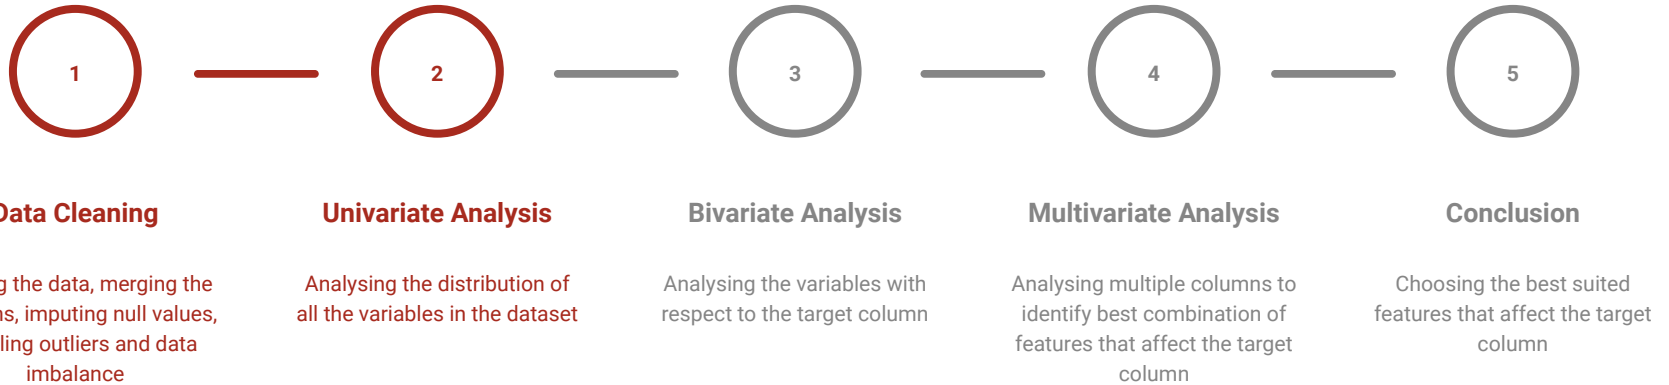 1
2
3
4
5
Data Cleaning
Univariate Analysis
Bivariate Analysis
Multivariate Analysis
Conclusion
the data, merging the
imputing null values,
outliers and data
imbalance
Analysing the distribution of
all the variables in the dataset
Analysing the variables with
respect to the target column
Analysing multiple columns to
identify best combination of
features that affect the target
column
Choosing the best suited
features that affect the target
column